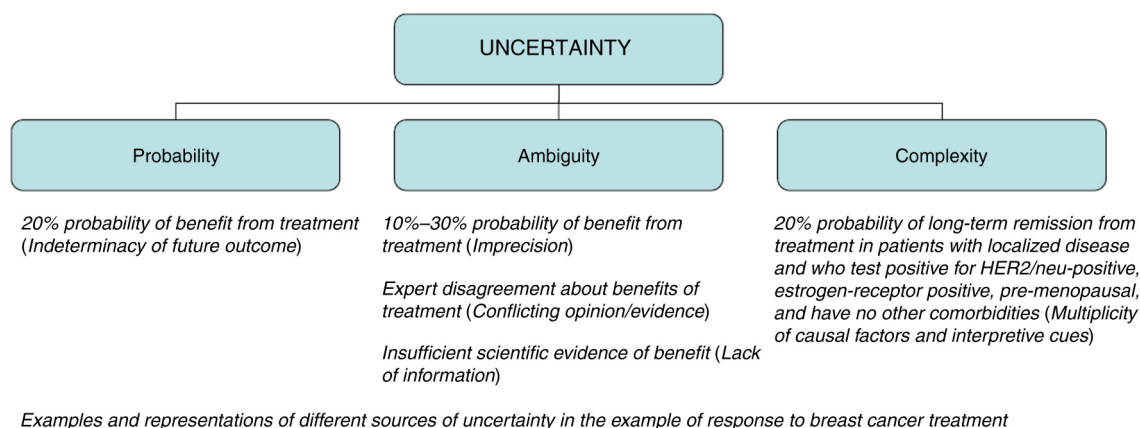 UNCERTAINTY
Probability
Ambiguity
Complexity
20% probability of benefit from treatment
(Indeterminacy of future outcome)
10%–30% probability of benefit from
treatment (Imprecision)
Expert disagreement about benefits of
treatment (Conflicting opinion/evidence)
Insufficient scientific evidence of benefit (Lack
of information)
20% probability of long-term remission from
treatment in patients with localized disease
and who test positive for HER2/neu-positive,
estrogen-receptor positive, pre-menopausal,
and have no other comorbidities (Multiplicity
of causal factors and interpretive cues)
Examples and representations of different sources of uncertainty in the example of response to breast cancer treatment